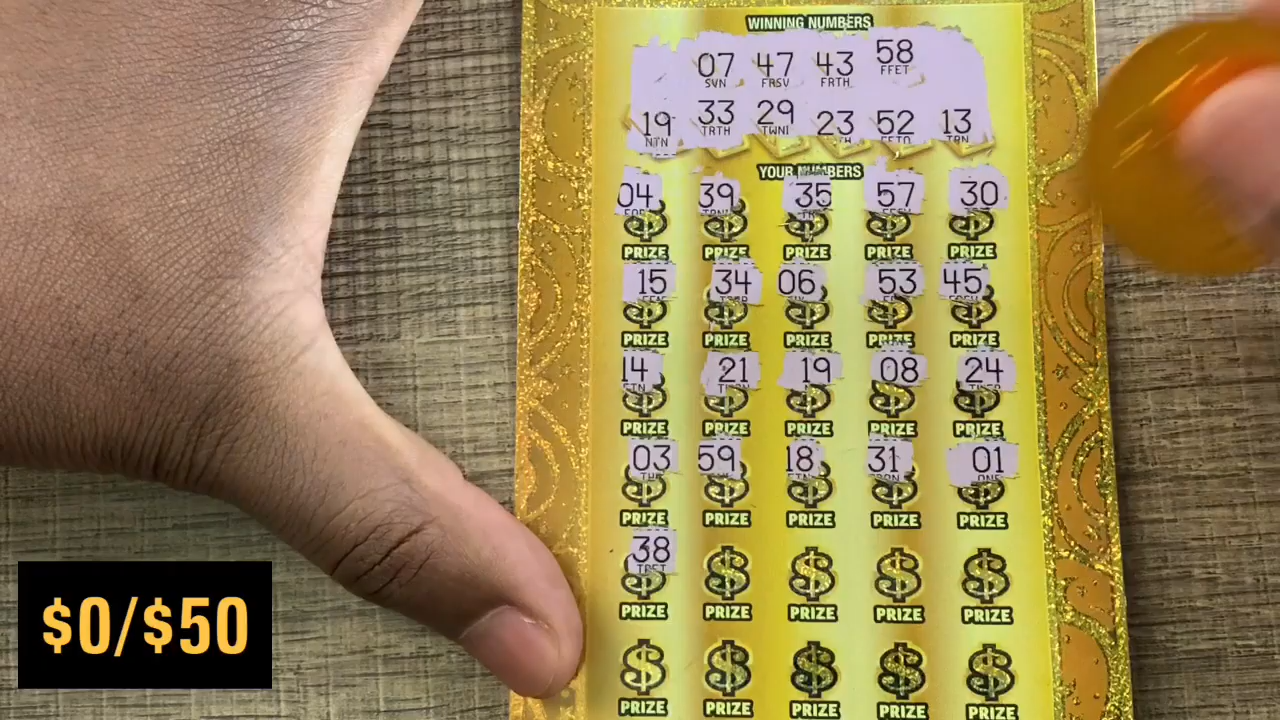 WINNING NUMBERS
07 47 43 58
SVN FRSV FRTH FFET
19 33 29 23 52 13
NTN TRTH TWNI FFTO TRN
YOUR NUMBERS
04 39 35 57 30
PRIZE PRIZE PRIZE PRIZE PRIZE
15 34 06 53 45
PRIZE PRIZE PRIZE PRIZE PRIZE
14 21 19 08 24
PRIZE PRIZE PRIZE PRIZE PRIZE
03 59 18 31 01
ONE
PRIZE PRIZE PRIZE PRIZE PRIZE
38
PRIZE PRIZE PRIZE PRIZE PRIZE
PRIZE PRIZE PRIZE PRIZE PRIZE
$0/$50